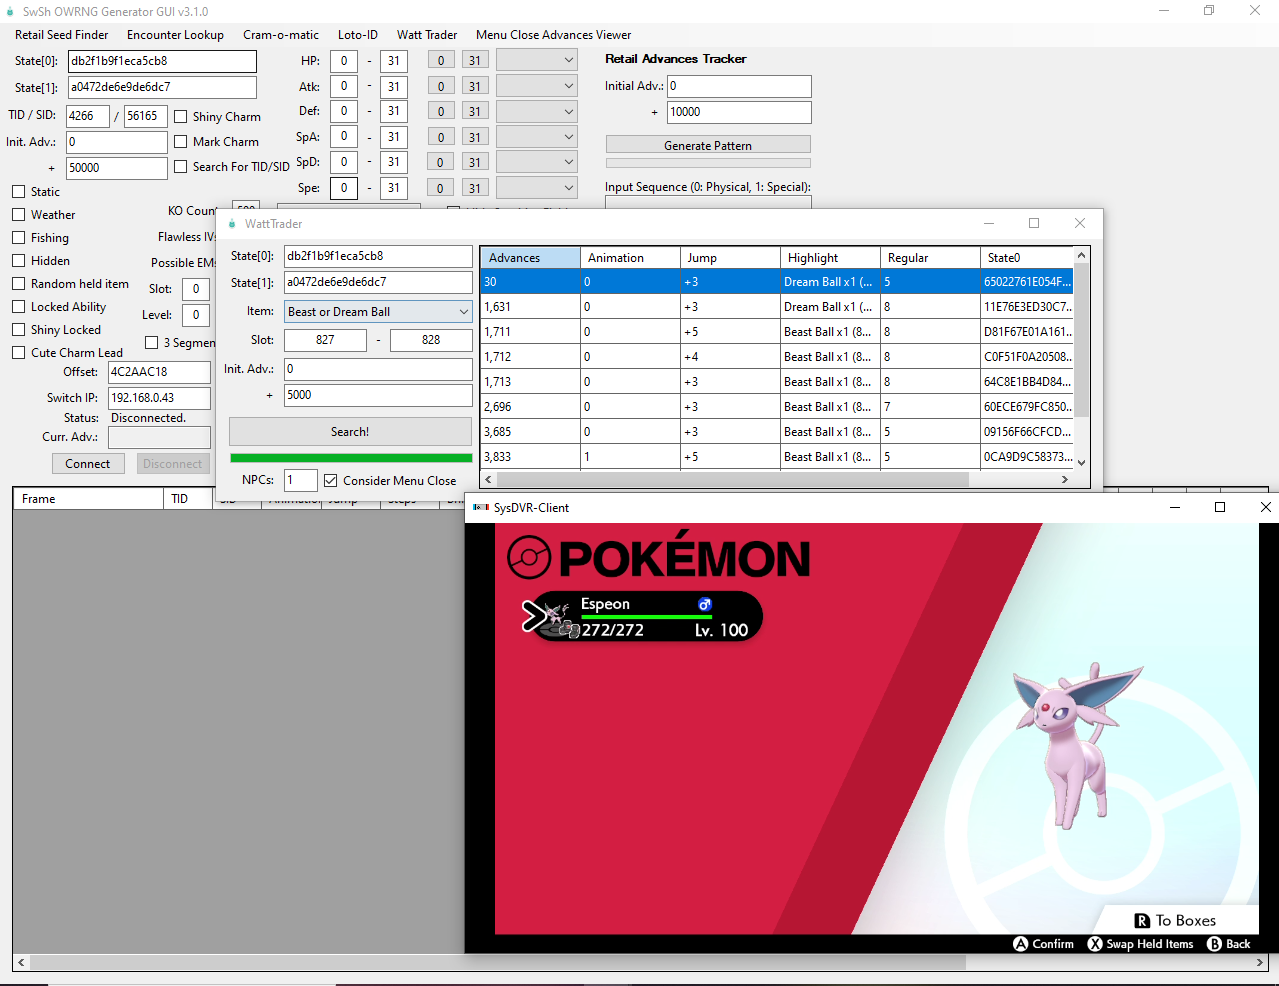 SwSh OWRNG Generator GUI v3.1.0
Retail Seed Finder Encounter Lookup Cram-o-matic Loto-ID Watt Trader Menu Close Advances Viewer
State[0]: db2f1b9f1eca5cb8
State[1]: a0472de6e9de6dc7
TID / SID: 4266 / 56165 Shiny Charm
Init. Adv.: 0 Mark Charm
+ 50000 Search For TID/SID
HP: 0 - 31 0 31
Atk: 0 - 31 0 31
Def: 0 - 31 0 31
SpA: 0 - 31 0 31
SpD: 0 - 31 0 31
Spe: 0 - 31 0 31
Retail Advances Tracker
Initial Adv.: 0
+ 10000
Generate Pattern
Input Sequence (0: Physical, 1: Special):
Static
Weather KO Coun
Fishing Flawless IVs
Hidden Possible EMs
Random held item Slot: 0
Locked Ability Level: 0
Shiny Locked
Cute Charm Lead 3 Segmen
Offset: 4C2AAC18
Switch IP: 192.168.0.43
Status: Disconnected.
Curr. Adv.:
Connect Disconnect
WattTrader
State[0]: db2f1b9f1eca5cb8
State[1]: a0472de6e9de6dc7
Item: Beast or Dream Ball
Slot: 827 - 828
Init. Adv.: 0
+ 5000
Search!
NPCs: 1 Consider Menu Close
Advances Animation Jump Highlight Regular State0
30 0 +3 Dream Ball x1 (... 5 65022761E054F...
1,631 0 +3 Dream Ball x1 (... 8 11E76E3ED30C7...
1,711 0 +5 Beast Ball x1 (8... 8 D81F67E01A161...
1,712 0 +4 Beast Ball x1 (8... 8 C0F51F0A20508...
1,713 0 +3 Beast Ball x1 (8... 8 64C8E1BB4D84...
2,696 0 +3 Beast Ball x1 (8... 7 60ECE679FC850...
3,685 0 +3 Beast Ball x1 (8... 5 09156F66CFCD...
3,833 1 +5 Beast Ball x1 (8... 5 0CA9D9C58373...
Frame TID
SysDVR-Client
POKÉMON
Espeon ♂
272/272 Lv. 100
R To Boxes
A Confirm X Swap Held Items B Back